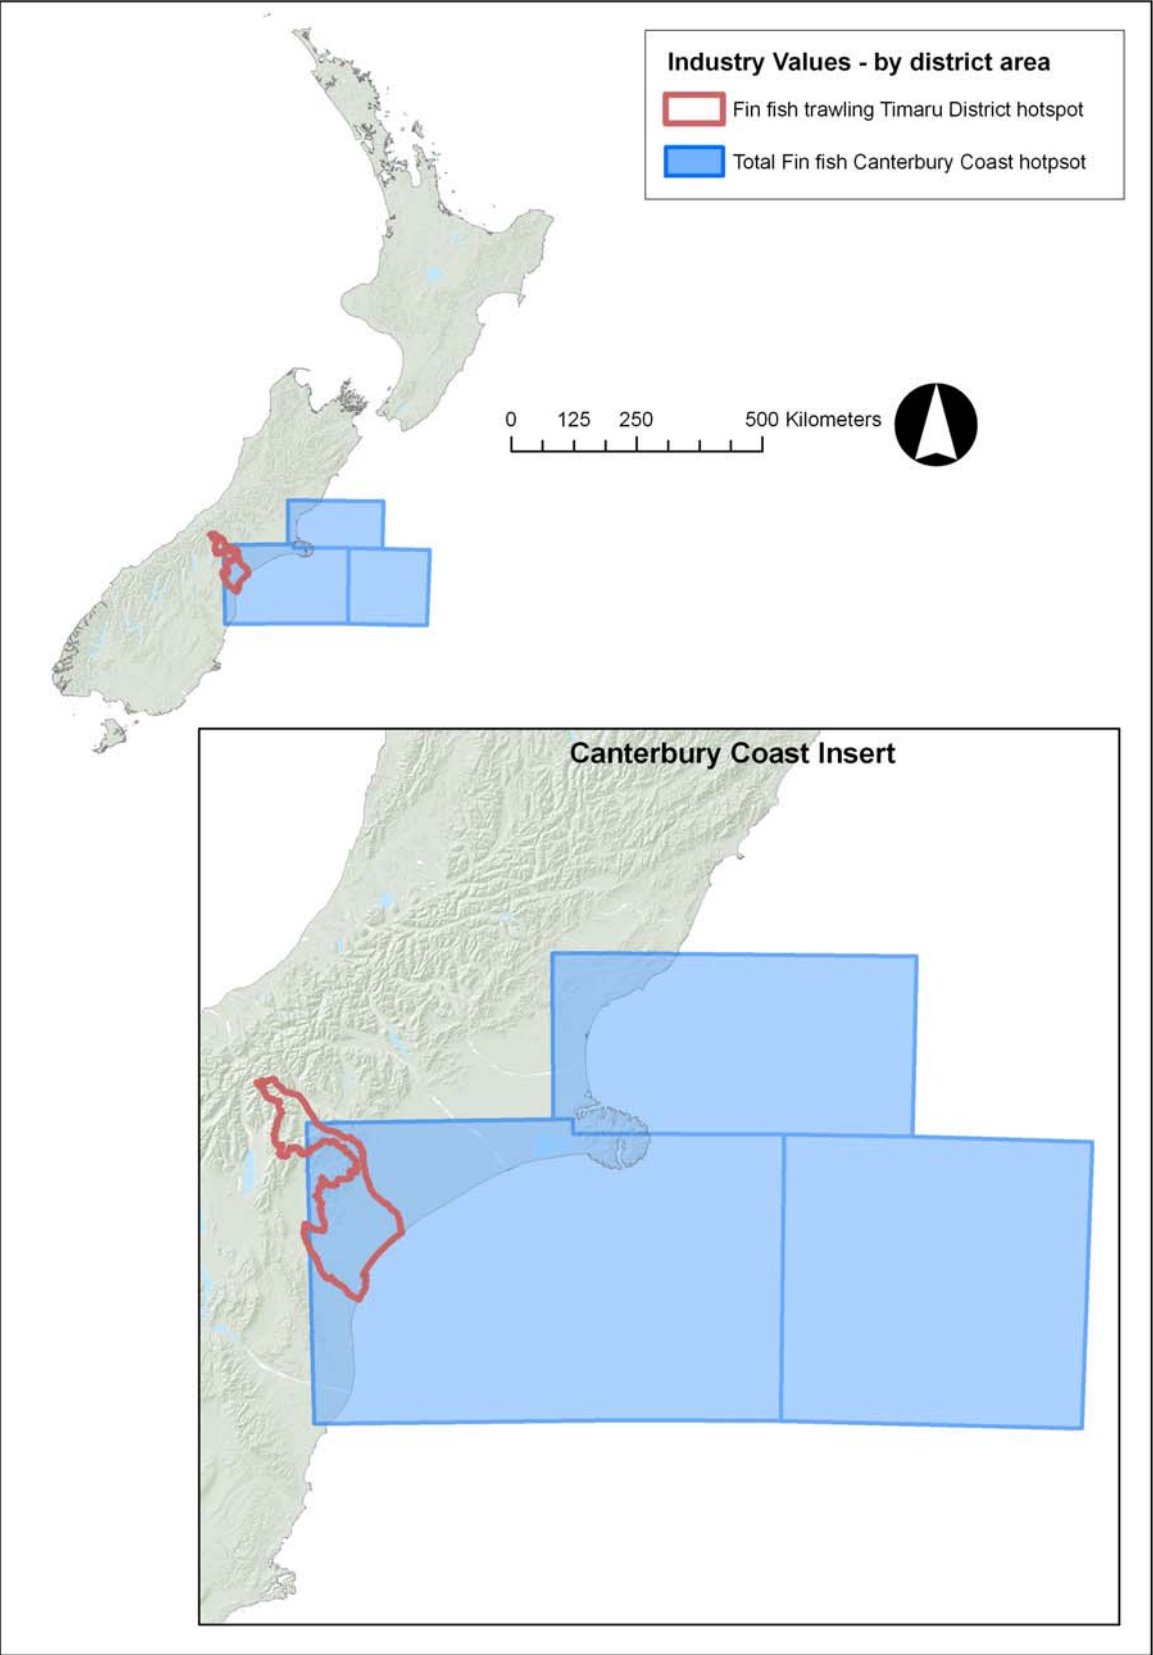 Industry Values - by district area
Fin fish trawling Timaru District hotspot
Total Fin fish Canterbury Coast hotpsot
0 125 250 500 Kilometers
Canterbury Coast Insert